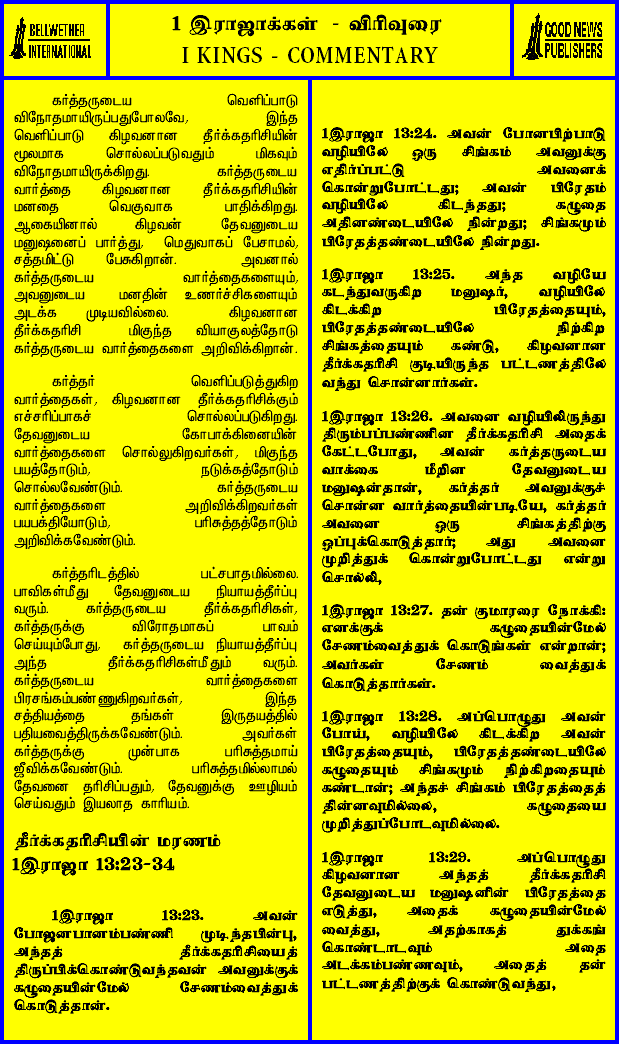 BELLWETHER
INTERNATIONAL
1 இராஜாக்கள் - விரிவுரை
I KINGS - COMMENTARY
GOOD NEWS
PUBLISHERS
கர்த்தருடைய வெளிப்பாடு
விநோதமாயிருப்பதுபோலவே, இந்த
வெளிப்பாடு கிழவனான தீர்க்கதரிசியின்
மூலமாக சொல்லப்படுவதும் மிகவும்
விநோதமாயிருக்கிறது. கர்த்தருடைய
வார்த்தை கிழவனான தீர்க்கதரிசியின்
மனதை வெகுவாக பாதிக்கிறது.
ஆகையினால் கிழவன் தேவனுடைய
மனுஷனைப் பார்த்து, மெதுவாகப் பேசாமல்,
சத்தமிட்டு பேசுகிறான். அவனால்
கர்த்தருடைய வார்த்தைகளையும்,
அவனுடைய மனதின் உணர்ச்சிகளையும்
அடக்க முடியவில்லை. கிழவனான
தீர்க்கதரிசி மிகுந்த வியாகுலத்தோடு
கர்த்தருடைய வார்த்தைகளை அறிவிக்கிறான்.
கர்த்தர் வெளிப்படுத்துகிற
வார்த்தைகள், கிழவனான தீர்க்கதரிசிக்கும்
எச்சரிப்பாகச் சொல்லப்படுகிறது.
தேவனுடைய கோபாக்கினையின்
வார்த்தைகளை சொல்லுகிறவர்கள், மிகுந்த
பயத்தோடும், நடுக்கத்தோடும்
சொல்லவேண்டும். கர்த்தருடைய
வார்த்தைகளை அறிவிக்கிறவர்கள்
பயபக்தியோடும், பரிசுத்தத்தோடும்
அறிவிக்கவேண்டும்.
கர்த்தரிடத்தில் பட்சபாதமில்லை.
பாவிகள்மீது தேவனுடைய நியாயத்தீர்ப்பு
வரும். கர்த்தருடைய தீர்க்கதரிசிகள்,
கர்த்தருக்கு விரோதமாகப் பாவம்
செய்யும்போது, கர்த்தருடைய நியாயத்தீர்ப்பு
அந்த தீர்க்கதரிசிகள்மீதும் வரும்.
கர்த்தருடைய வார்த்தைகளை
பிரசங்கம்பண்ணுகிறவர்கள், இந்த
சத்தியத்தை தங்கள் இருதயத்தில்
பதியவைத்திருக்கவேண்டும். அவர்கள்
கர்த்தருக்கு முன்பாக பரிசுத்தமாய்
ஜீவிக்கவேண்டும். பரிசுத்தமில்லாமல்
தேவனை தரிசிப்பதும், தேவனுக்கு ஊழியம்
செய்வதும் இயலாத காரியம்.
தீர்க்கதரிசியின் மரணம்
1இராஜா 13:23-34
1இராஜா 13:23. அவன்
போஜனபானம்பண்ணி முடிந்தபின்பு,
அந்தத் தீர்க்கதரிசியைத்
திருப்பிக்கொண்டுவந்தவன் அவனுக்குக்
கழுதையின்மேல் சேணம்வைத்துக்
கொடுத்தான்.
1இராஜா 13:24. அவன் போனபிற்பாடு
வழியிலே ஒரு சிங்கம் அவனுக்கு
எதிர்ப்பட்டு அவனைக்
கொன்றுபோட்டது; அவன் பிரேதம்
வழியிலே கிடந்தது; கழுதை
அதினண்டையிலே நின்றது; சிங்கமும்
பிரேதத்தண்டையிலே நின்றது.
1இராஜா 13:25. அந்த வழியே
கடந்துவருகிற மனுஷர், வழியிலே
கிடக்கிற பிரேதத்தையும்,
பிரேதத்தண்டையிலே நிற்கிற
சிங்கத்தையும் கண்டு, கிழவனான
தீர்க்கதரிசி குடியிருந்த பட்டணத்திலே
வந்து சொன்னார்கள்.
1இராஜா 13:26. அவனை வழியிலிருந்து
திரும்பப்பண்ணின தீர்க்கதரிசி அதைக்
கேட்டபோது, அவன் கர்த்தருடைய
வாக்கை மீறின தேவனுடைய
மனுஷன்தான், கர்த்தர் அவனுக்குச்
சொன்ன வார்த்தையின்படியே, கர்த்தர்
அவனை ஒரு சிங்கத்திற்கு
ஒப்புக்கொடுத்தார்; அது அவனை
முறித்துக் கொன்றுபோட்டது என்று
சொல்லி,
1இராஜா 13:27. தன் குமாரரை நோக்கி:
எனக்குக் கழுதையின்மேல்
சேணம்வைத்துக் கொடுங்கள் என்றான்;
அவர்கள் சேணம் வைத்துக்
கொடுத்தார்கள்.
1இராஜா 13:28. அப்பொழுது அவன்
போய், வழியிலே கிடக்கிற அவன்
பிரேதத்தையும், பிரேதத்தண்டையிலே
கழுதையும் சிங்கமும் நிற்கிறதையும்
கண்டான்; அந்தச் சிங்கம் பிரேதத்தைத்
தின்னவுமில்லை, கழுதையை
முறித்துப்போடவுமில்லை.
1இராஜா 13:29. அப்பொழுது
கிழவனான அந்தத் தீர்க்கதரிசி
தேவனுடைய மனுஷனின் பிரேதத்தை
எடுத்து, அதைக் கழுதையின்மேல்
வைத்து, அதற்காகத் துக்கங்
கொண்டாடவும் அதை
அடக்கம்பண்ணவும், அதைத் தன்
பட்டணத்திற்குக் கொண்டுவந்து,